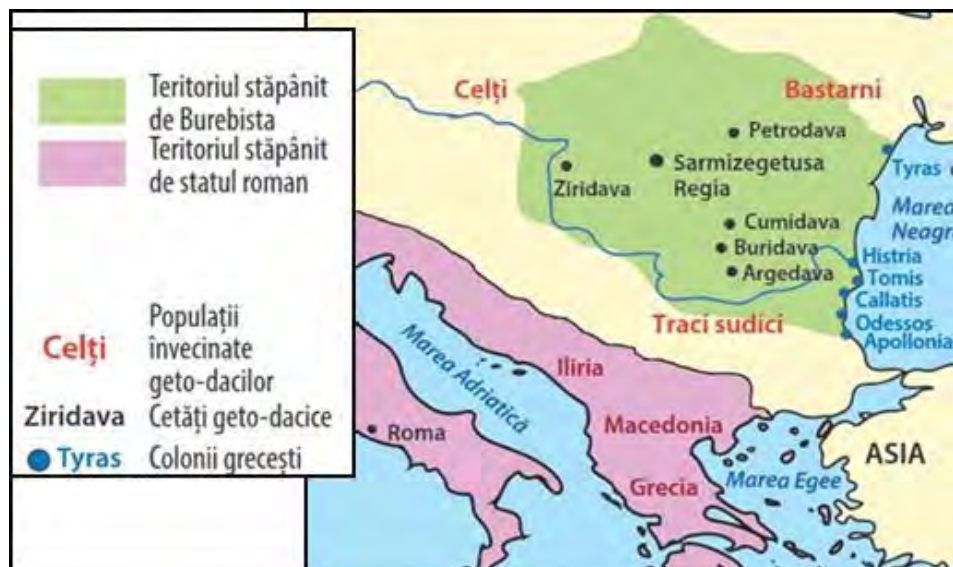 Teritoriul stăpânit
de Burebista
Teritoriul stăpânit
de statul roman
Celți
Populații
învecinate
geto-dacilor
Ziridava
Cetăți geto-dacice
Tyras
Colonii grecești
Celți
Bastarni
Petrodava
Ziridava
Sarmizegetusa
Regia
Tyras
Marea
Cumidava
Buridava
Argedava
Histria
Tomis
Callatis
Odessos
Apollonia
Traci sudici
Marea Adriatică
Iliria
Roma
Macedonia
ASIA
Marea Egee
Grecia